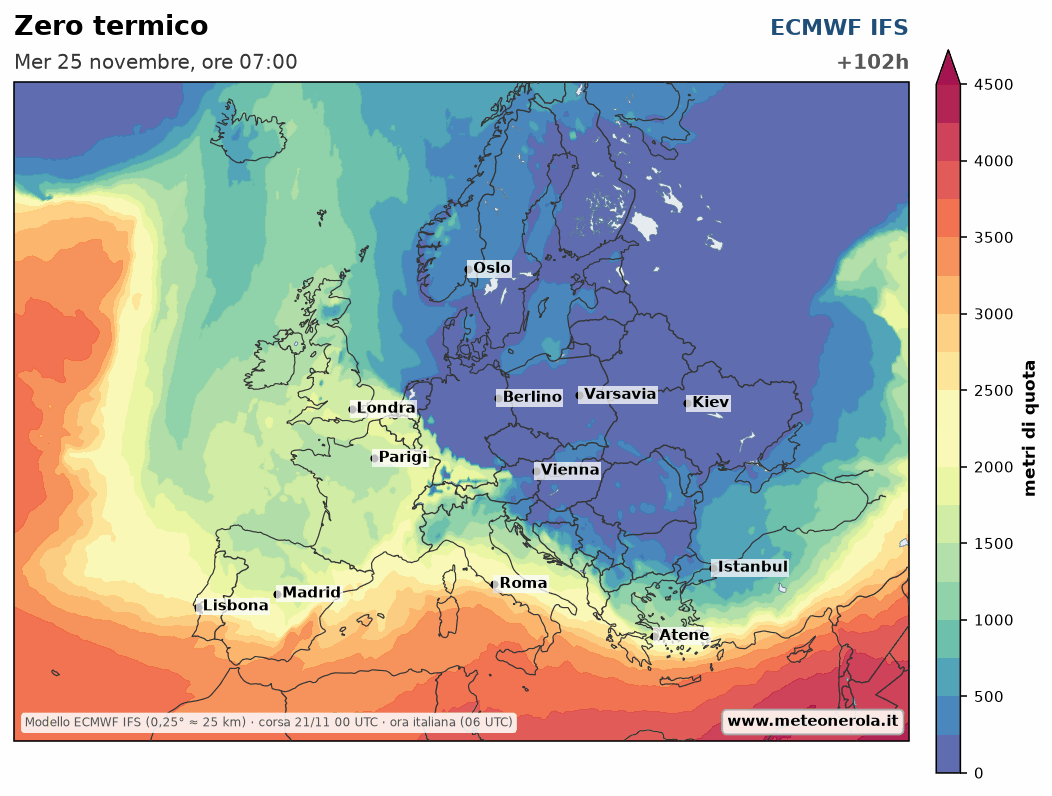 Zero termico
ECMWF IFS
Mer 25 novembre, ore 07:00
+102h
Oslo
Londra
Berlino
Varsavia
Kiev
Parigi
Vienna
Istanbul
Roma
Madrid
Lisbona
Atene
Modello ECMWF IFS (0,25° ≈ 25 km) · corsa 21/11 00 UTC · ora italiana (06 UTC)
www.meteonerola.it
4500
4000
3500
3000
2500
2000
1500
1000
500
0
metri di quota